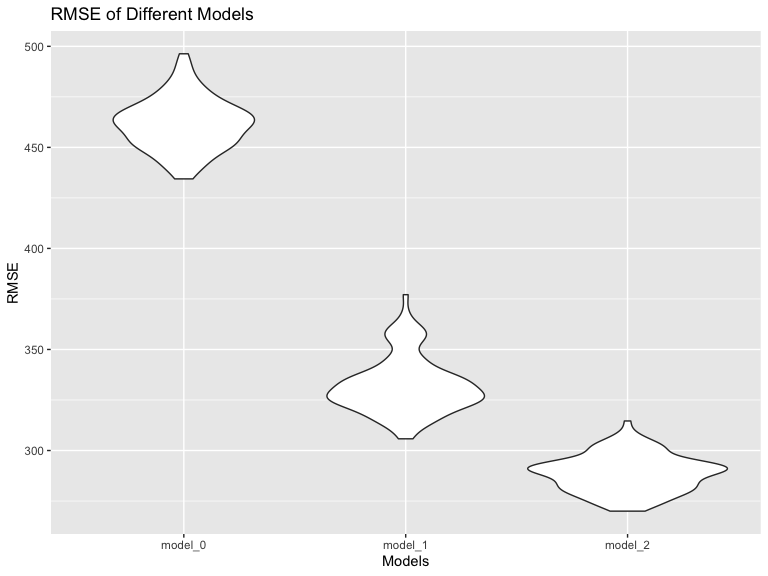 RMSE of Different Models
500
450
400
350
300
RMSE
model_0 model_1 model_2
Models